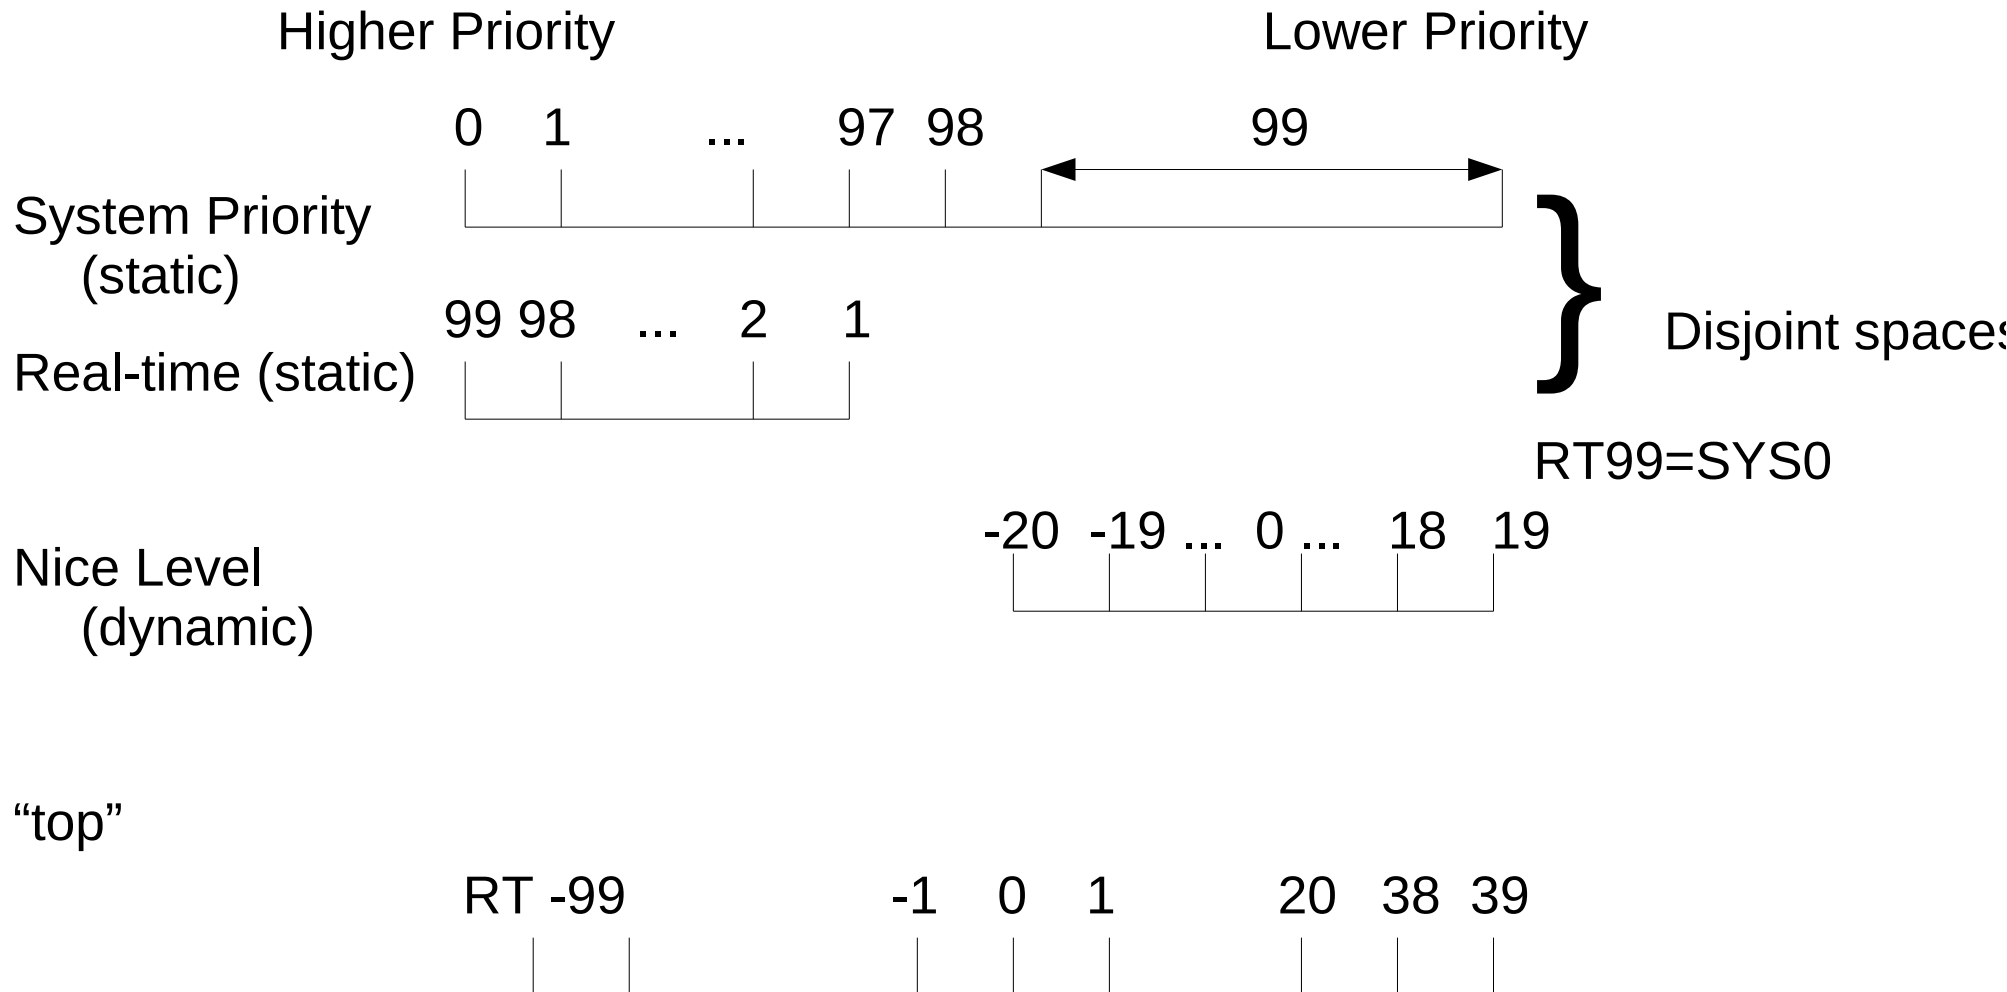 Higher Priority Lower Priority
0 1 ... 97 98 99
System Priority
(static)
99 98 ... 2 1
Real-time (static)
} Disjoint spaces
RT99=SYS0
-20 -19 ... 0 ... 18 19
Nice Level
(dynamic)
“top”
RT -99 -1 0 1 20 38 39